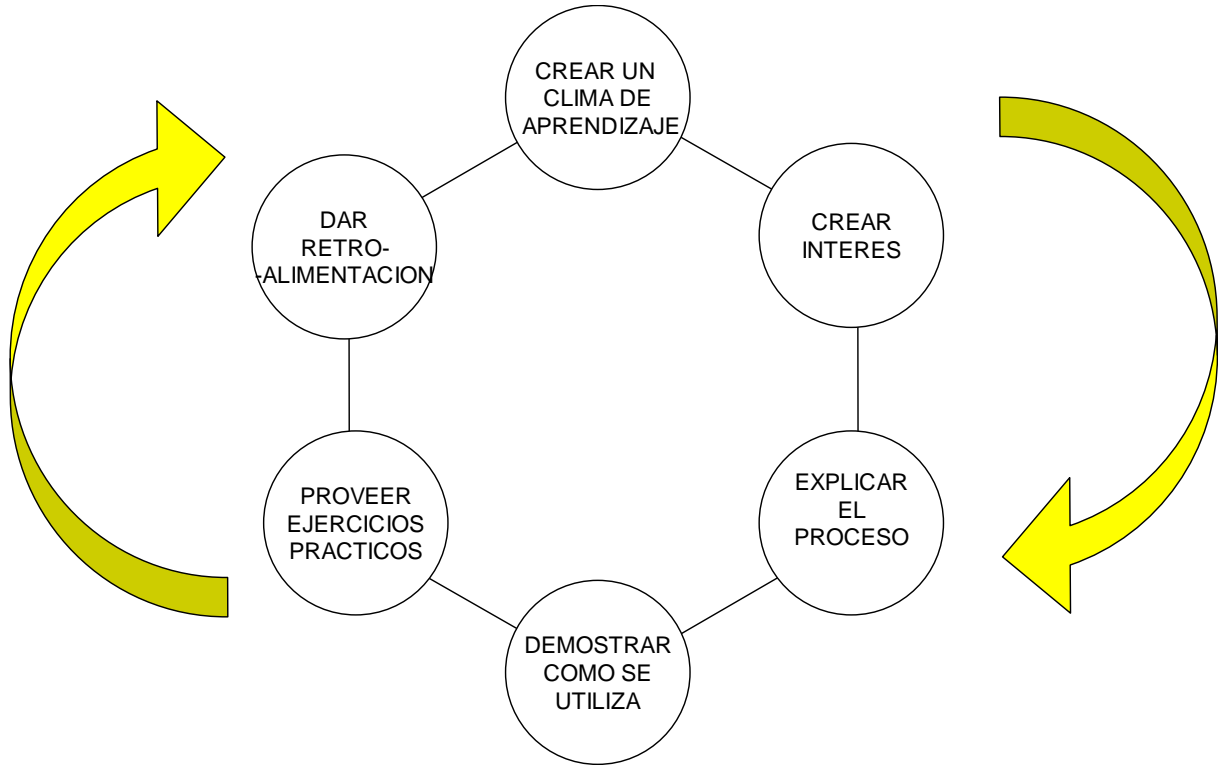 CREAR UN
CLIMA DE
APRENDIZAJE
CREAR
INTERES
EXPLICAR
EL
PROCESO
DEMOSTRAR
COMO SE
UTILIZA
PROVEER
EJERCICIOS
PRACTICOS
DAR
RETRO-
-ALIMENTACION